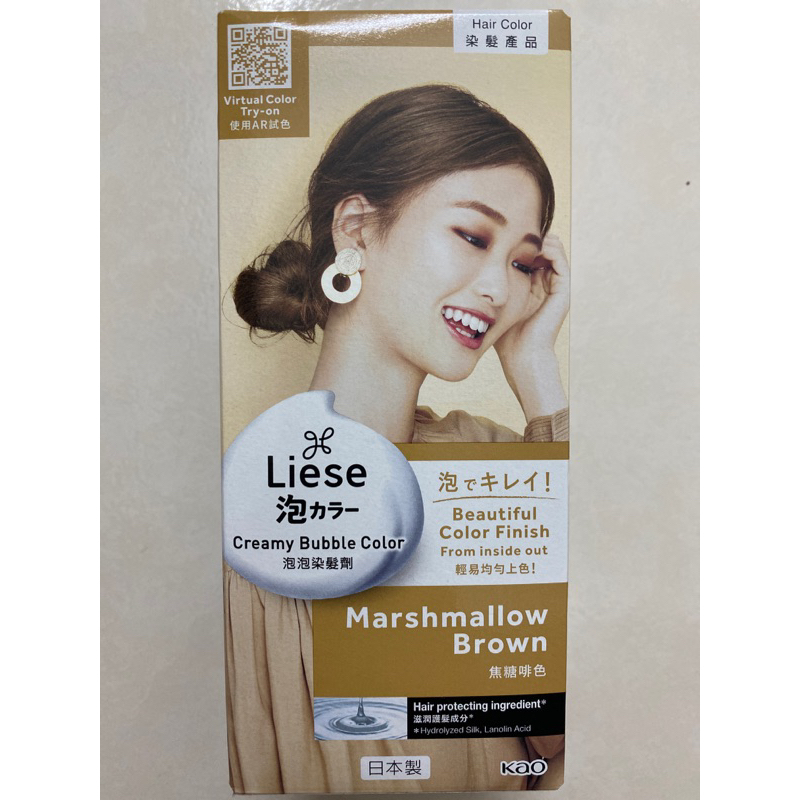 Hair Color
染髮產品
Virtual Color
Try-on
使用AR試色
Liese
泡カラー
Creamy Bubble Color
泡泡染髮劑
泡でキレイ!
Beautiful
Color Finish
From inside out
輕易均勻上色!
Marshmallow
Brown
焦糖啡色
Hair protecting ingredient*
滋潤護髮成分*
*Hydrolyzed Silk, Lanolin Acid
日本製
Kao